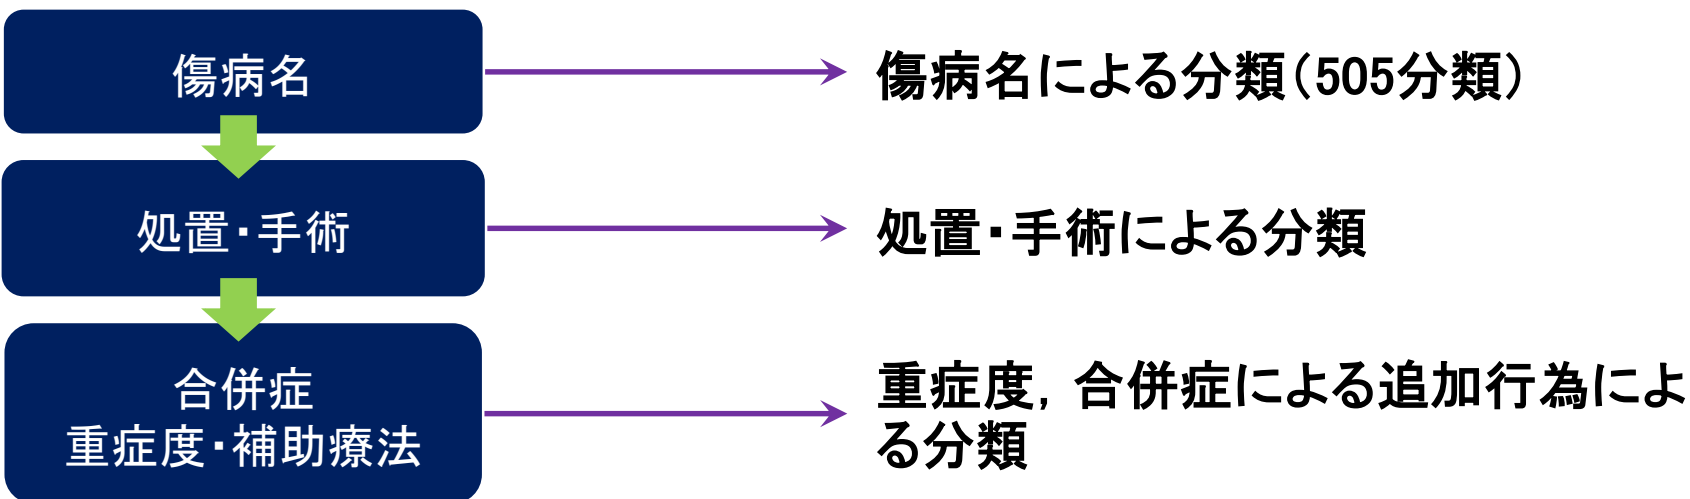 傷病名
傷病名による分類（505分類）
処置・手術
処置・手術による分類
合併症
重症度・補助療法
重症度，合併症による追加行為によ
る分類